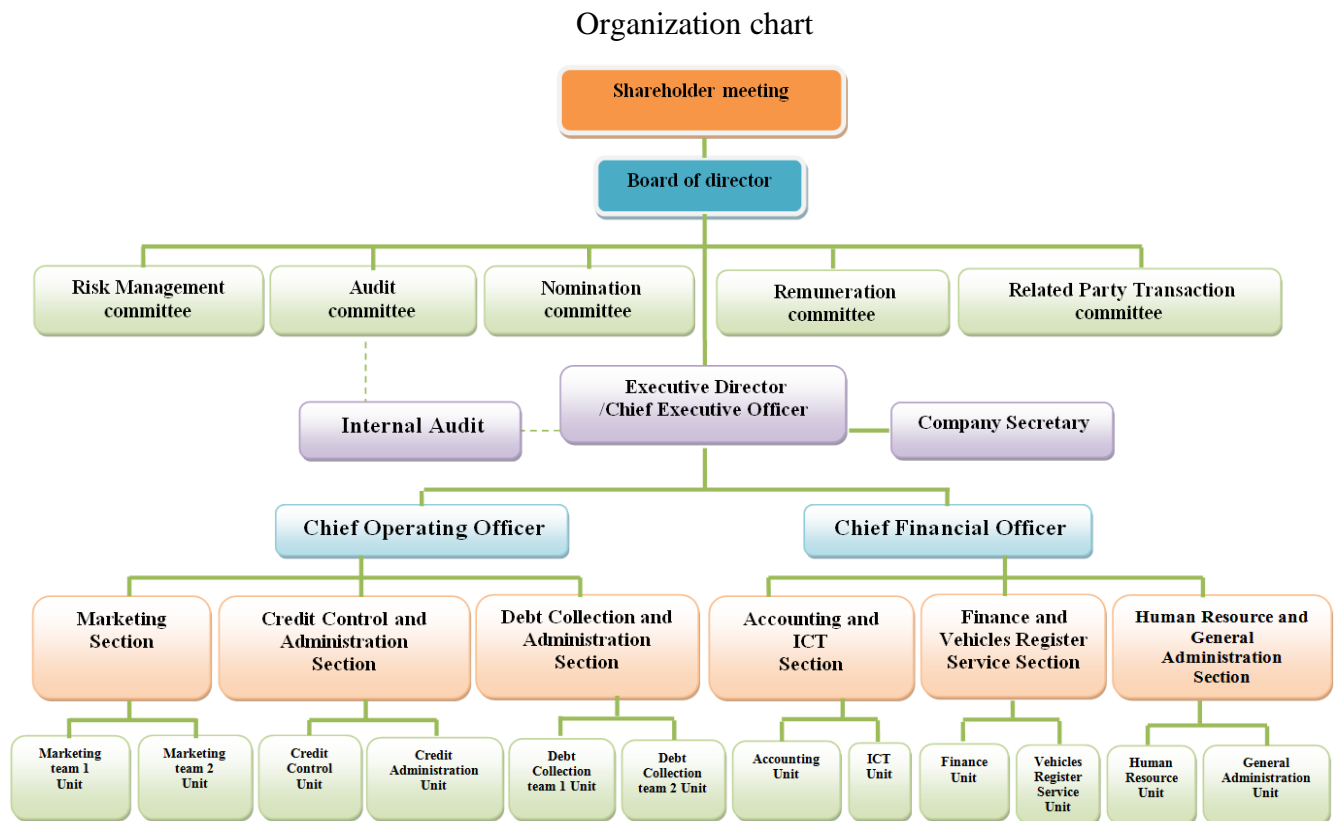 Organization chart
Shareholder meeting
Board of director
Risk Management
committee
Audit
committee
Nomination
committee
Remuneration
committee
Related Party Transaction
committee
Executive Director
/Chief Executive Officer
Internal Audit
Company Secretary
Chief Operating Officer
Chief Financial Officer
Marketing
Section
Credit Control and
Administration
Section
Debt Collection and
Administration
Section
Accounting and
ICT
Section
Finance and
Vehicles Register
Service Section
Human Resource and
General
Administration
Section
Marketing
team 1
Unit
Marketing
team 2
Unit
Credit
Control
Unit
Credit
Administration
Unit
Debt
Collection
team 1 Unit
Debt
Collection
team 2 Unit
Accounting
Unit
ICT
Unit
Finance
Unit
Vehicles
Register
Service
Unit
Human
Resource
Unit
General
Administration
Unit